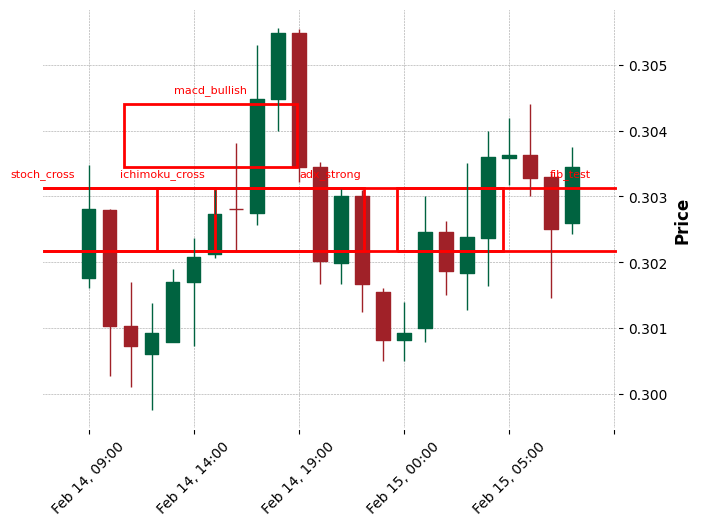 macd_bullish
stoch_cross
ichimoku_cross
fib_test
0.305
0.304
0.303
0.302
0.301
0.300
Price
Feb 14, 09:00
Feb 14, 14:00
Feb 14, 19:00
Feb 15, 00:00
Feb 15, 05:00